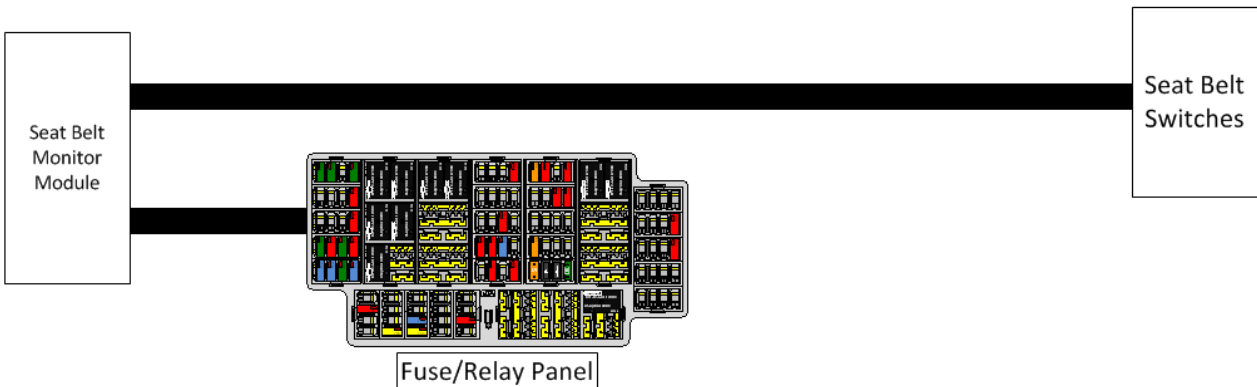 Seat Belt
Monitor
Module
Seat Belt
Switches
Fuse/Relay Panel